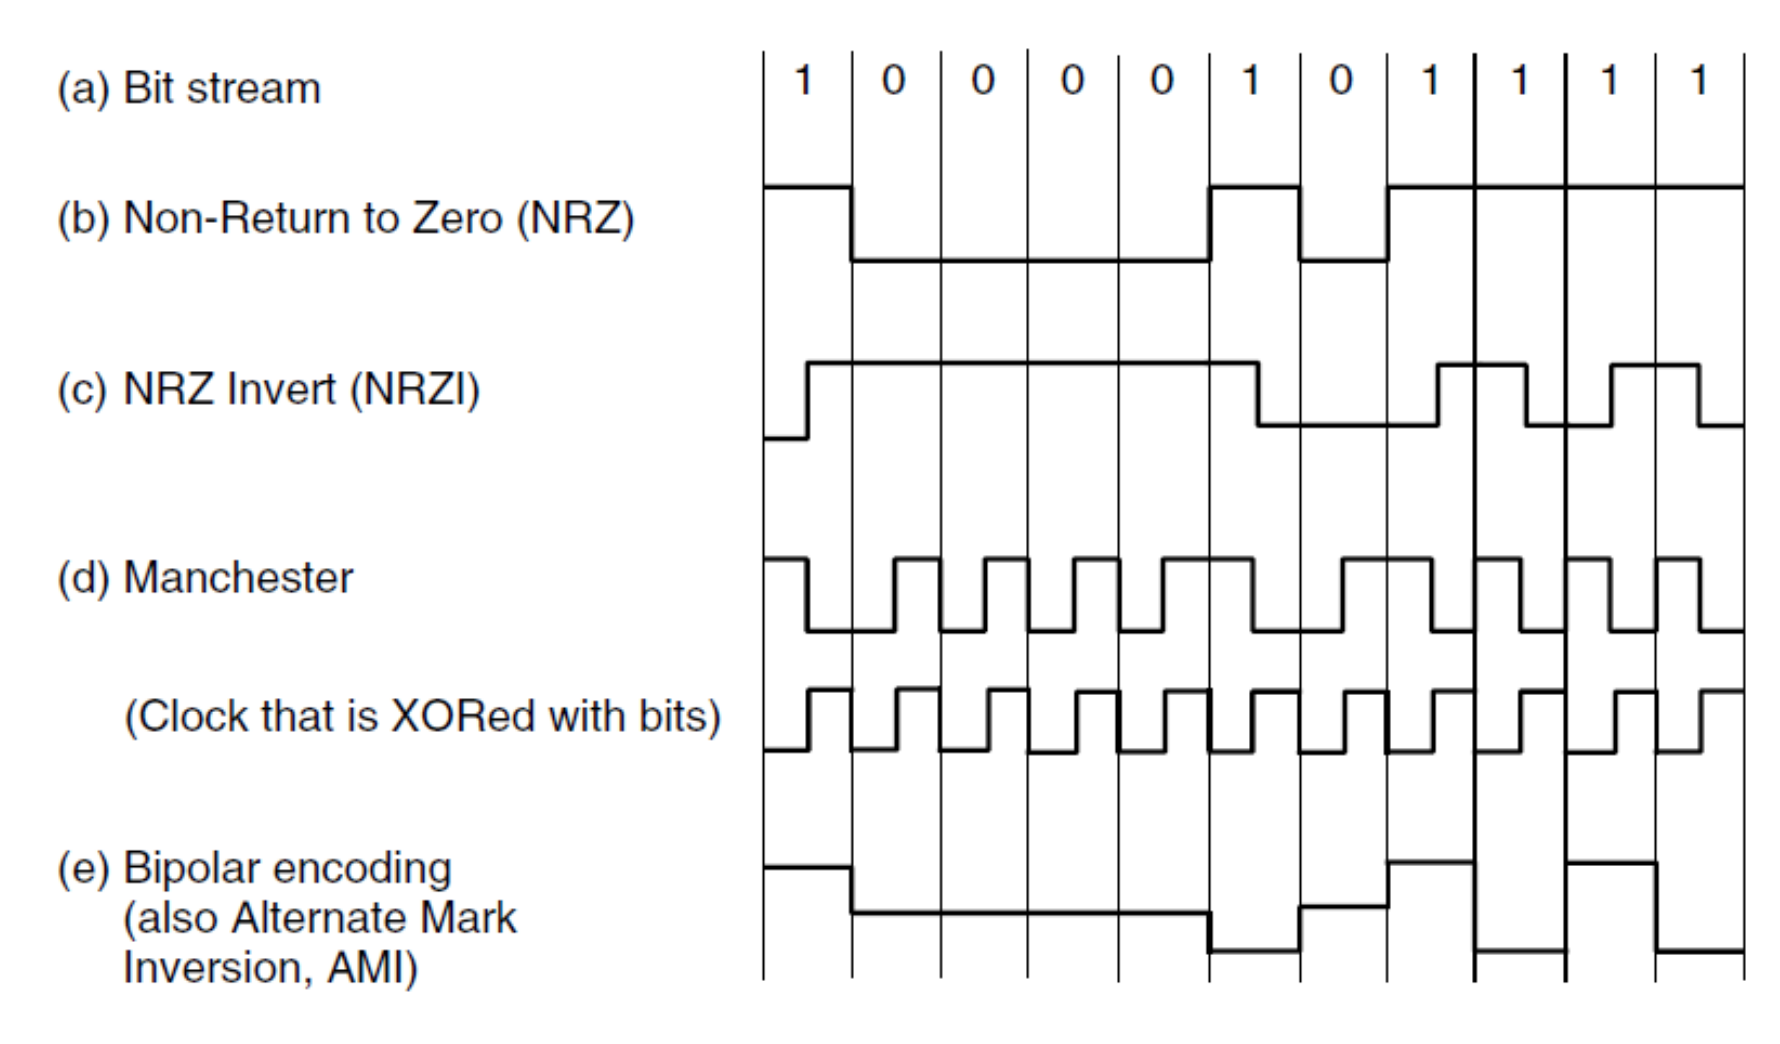 (a) Bit stream 1 0 0 0 0 1 0 1 1 1 1
(b) Non-Return to Zero (NRZ)
(c) NRZ Invert (NRZI)
(d) Manchester
(Clock that is XORed with bits)
(e) Bipolar encoding
(also Alternate Mark
Inversion, AMI)